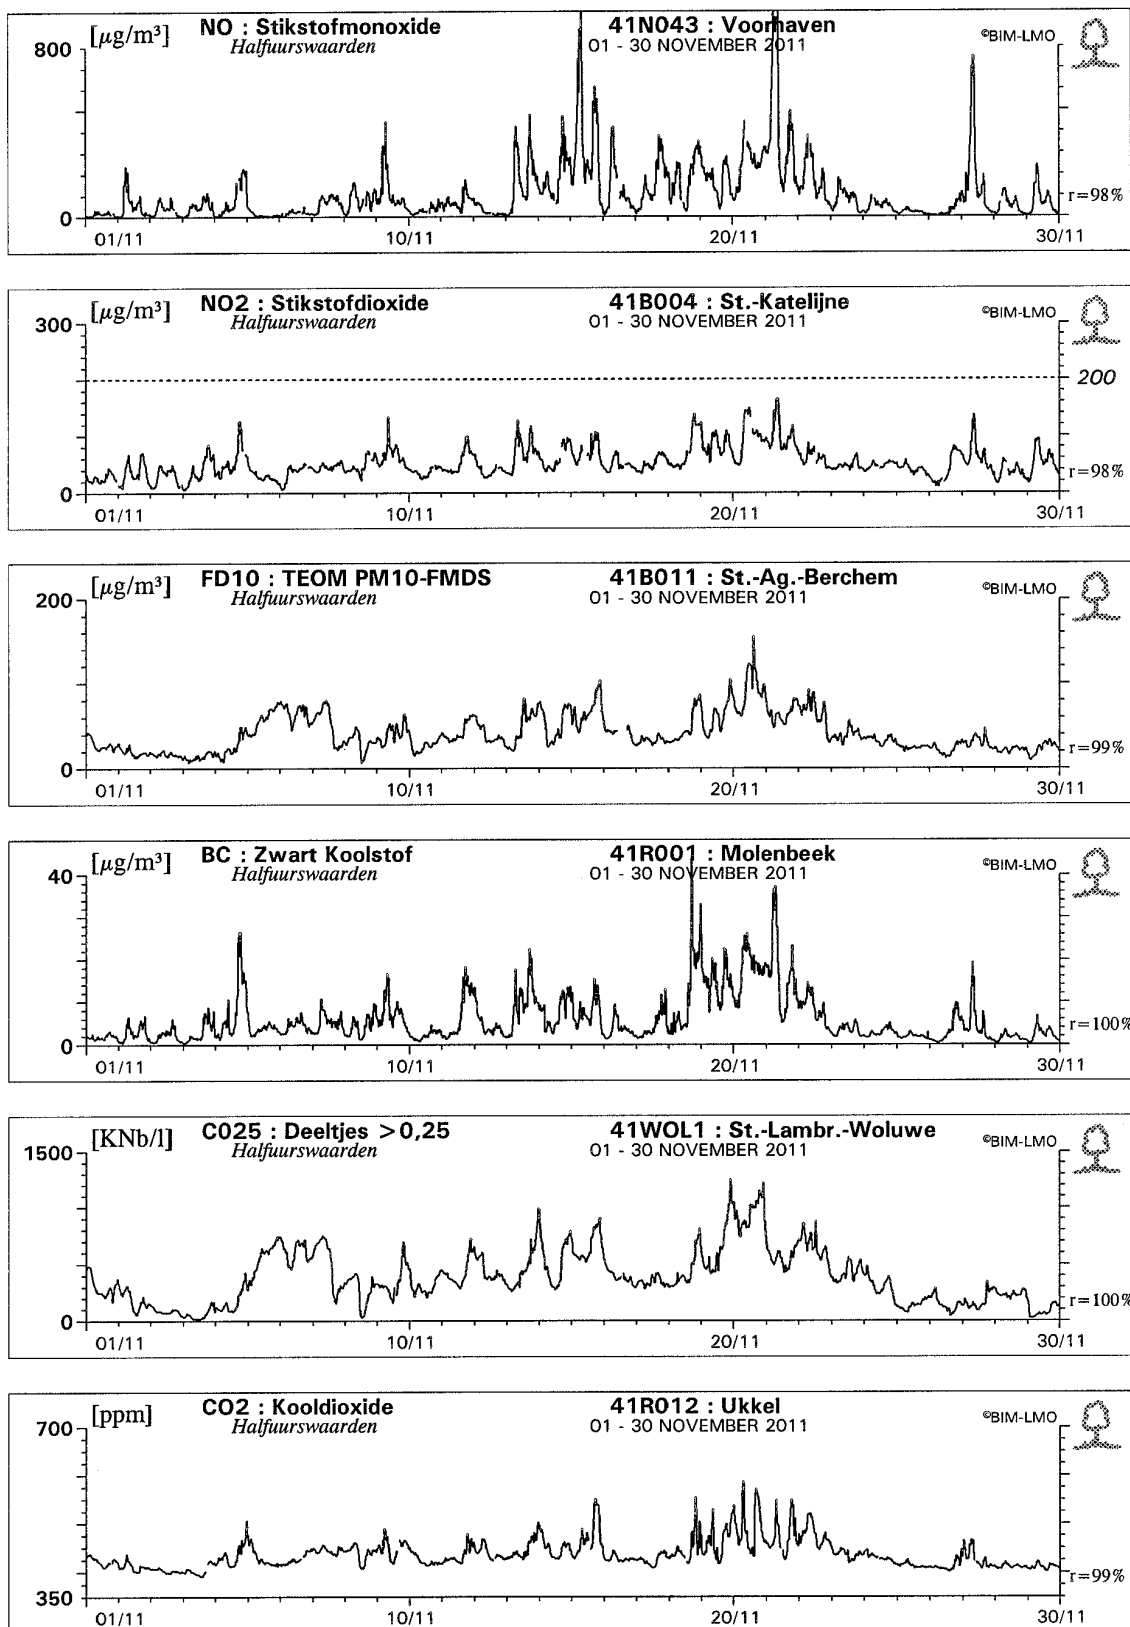 [μg/m³] NO : Stikstofmonoxide 41N043 : Voorhaven ©BIM-LMO
Halfuurswaarden 01 - 30 NOVEMBER 2011
800
0 r=98%
01/11 10/11 20/11 30/11
[μg/m³] NO2 : Stikstofdioxide 41B004 : St.-Katelijne ©BIM-LMO
Halfuurswaarden 01 - 30 NOVEMBER 2011
300
200
0 r=98%
01/11 10/11 20/11 30/11
[μg/m³] FD10 : TEOM PM10-FMDS 41B011 : St.-Ag.-Berchem ©BIM-LMO
Halfuurswaarden 01 - 30 NOVEMBER 2011
200
0 r=99%
01/11 10/11 20/11 30/11
[μg/m³] BC : Zwart Koolstof 41R001 : Molenbeek ©BIM-LMO
Halfuurswaarden 01 - 30 NOVEMBER 2011
40
0 r=100%
01/11 10/11 20/11 30/11
[KNb/l] C025 : Deeltjes >0,25 41WOL1 : St.-Lambr.-Woluwe ©BIM-LMO
Halfuurswaarden 01 - 30 NOVEMBER 2011
1500
0 r=100%
01/11 10/11 20/11 30/11
[ppm] CO2 : Kooldioxide 41R012 : Ukkel ©BIM-LMO
Halfuurswaarden 01 - 30 NOVEMBER 2011
700
350 r=99%
01/11 10/11 20/11 30/11